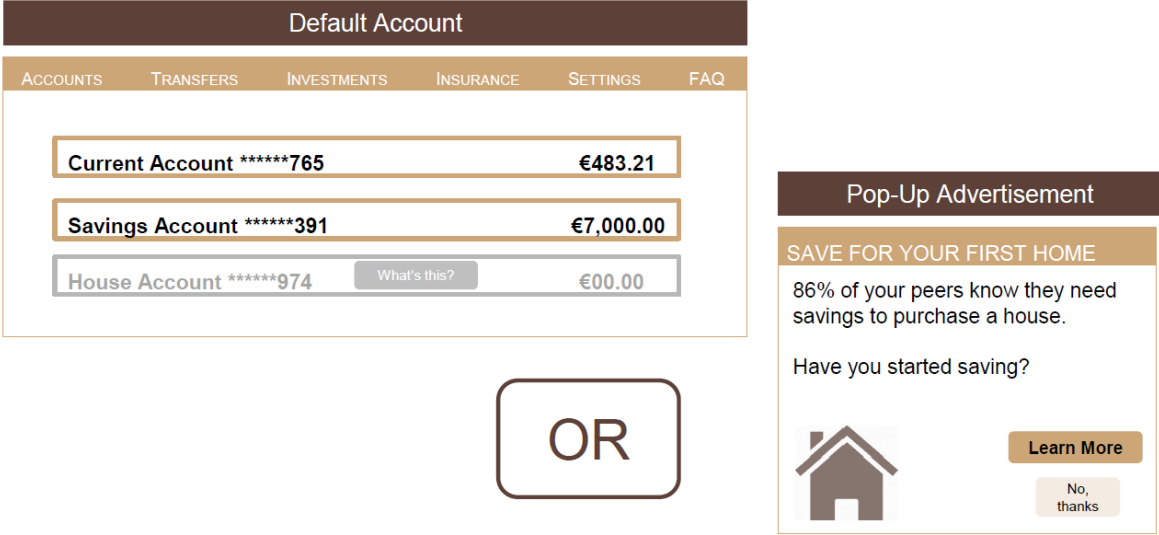 Default Account
ACCOUNTS TRANSFERS INVESTMENTS INSURANCE SETTINGS FAQ
Current Account ******765 €483.21
Savings Account ******391 €7,000.00
House Account ******974 What's this? €00.00
OR
Pop-Up Advertisement
SAVE FOR YOUR FIRST HOME
86% of your peers know they need
savings to purchase a house.
Have you started saving?
Learn More
No,
thanks